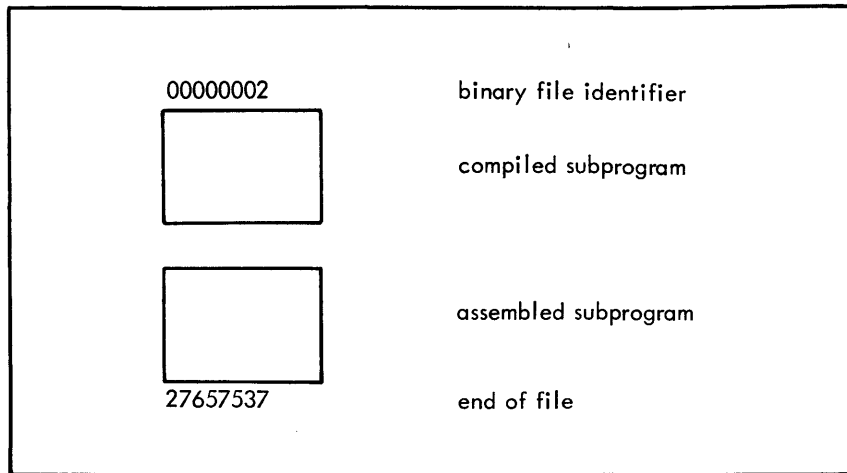 00000002 binary file identifier
compiled subprogram
assembled subprogram
27657537 end of file